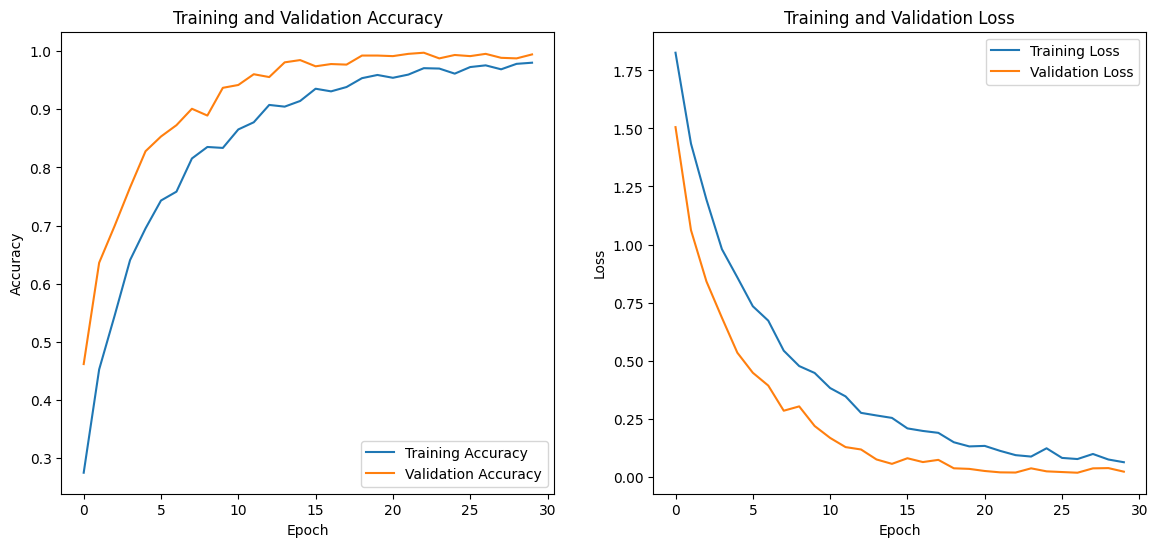 Training and Validation Accuracy
1.0
0.9
0.8
0.7
0.6
0.5
0.4
0.3
Accuracy
Training Accuracy
Validation Accuracy
0 5 10 15 20 25 30
Epoch
Training and Validation Loss
Training Loss
Validation Loss
1.75
1.50
1.25
1.00
0.75
0.50
0.25
0.00
Loss
0 5 10 15 20 25 30
Epoch